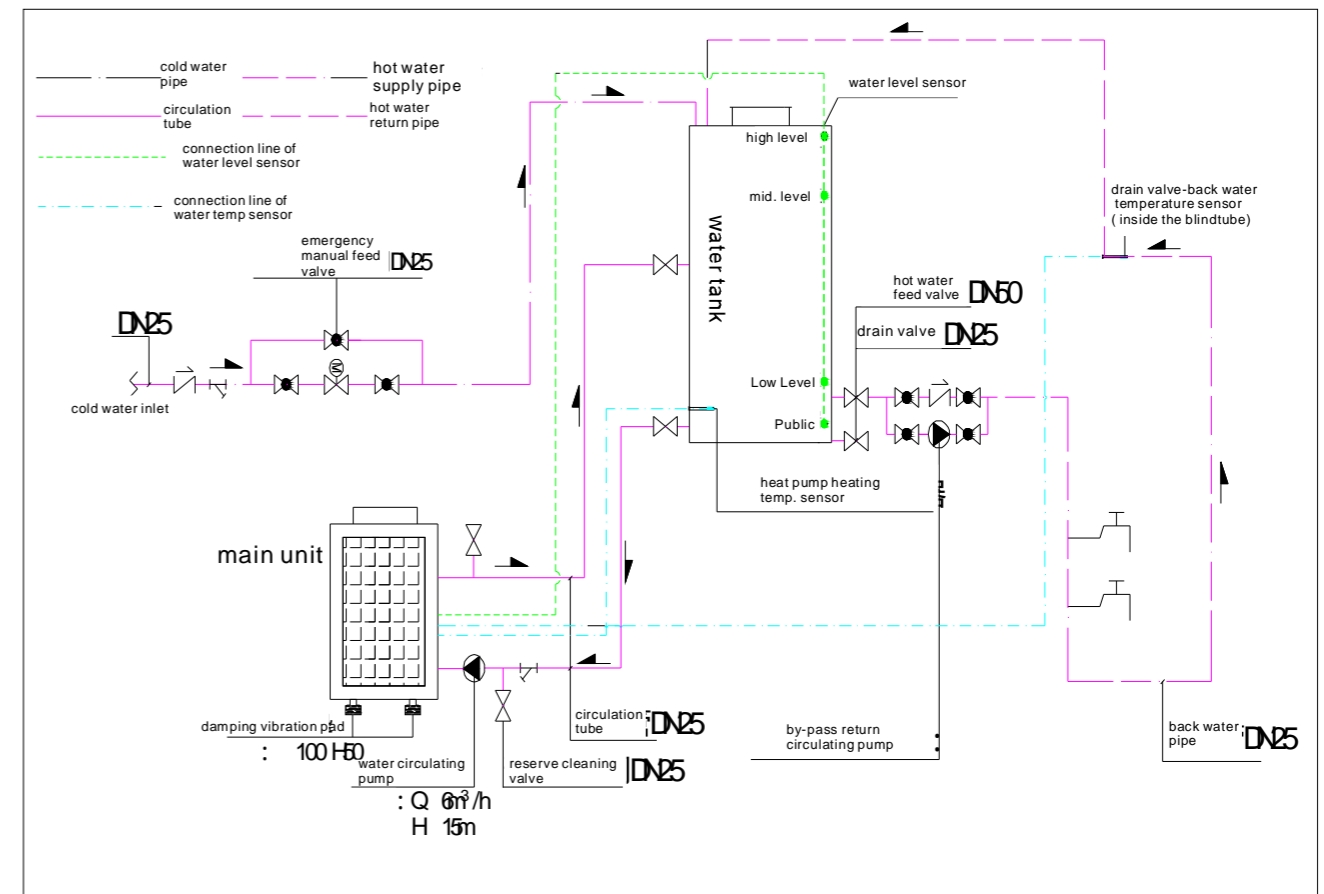 cold water
pipe
hot water
supply pipe
circulation
tube
hot water
return pipe
connection line of
water level sensor
connection line of
water temp sensor
water level sensor
high level
mid. level
water tank
Low Level
Public
drain valve-back water
temperature sensor
( inside the blindtube)
emergency
manual feed
valve
DN25
hot water
feed valve
DN50
drain valve
DN25
DN25
M
cold water inlet
heat pump heating
temp. sensor
main unit
damping vibration pad
: 100 H50
water circulating
pump
: Q 6m³/h
H 15m
reserve cleaning
valve
DN25
circulation
tube
DN25
by-pass return
circulating pump
:
back water
pipe
DN25